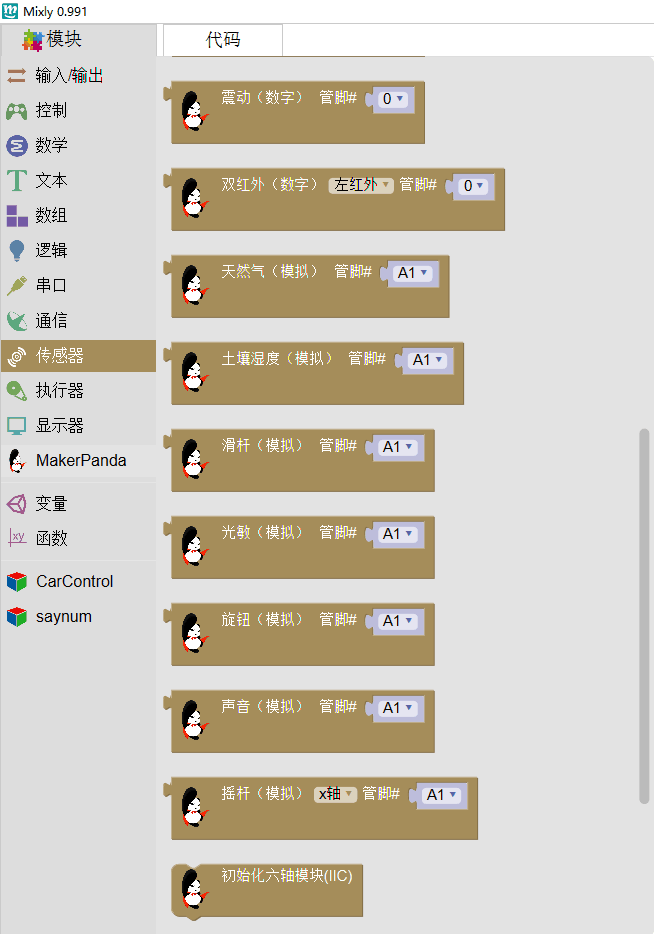 Mixly 0.991
模块
代码
输入/输出
控制
数学
文本
数组
逻辑
串口
通信
传感器
执行器
显示器
MakerPanda
变量
函数
CarControl
saynum
震动（数字） 管脚# 0
双红外（数字） 左红外 管脚# 0
天然气（模拟） 管脚# A1
土壤湿度（模拟） 管脚# A1
滑杆（模拟） 管脚# A1
光敏（模拟） 管脚# A1
旋钮（模拟） 管脚# A1
声音（模拟） 管脚# A1
摇杆（模拟） x轴 管脚# A1
初始化六轴模块(IIC)